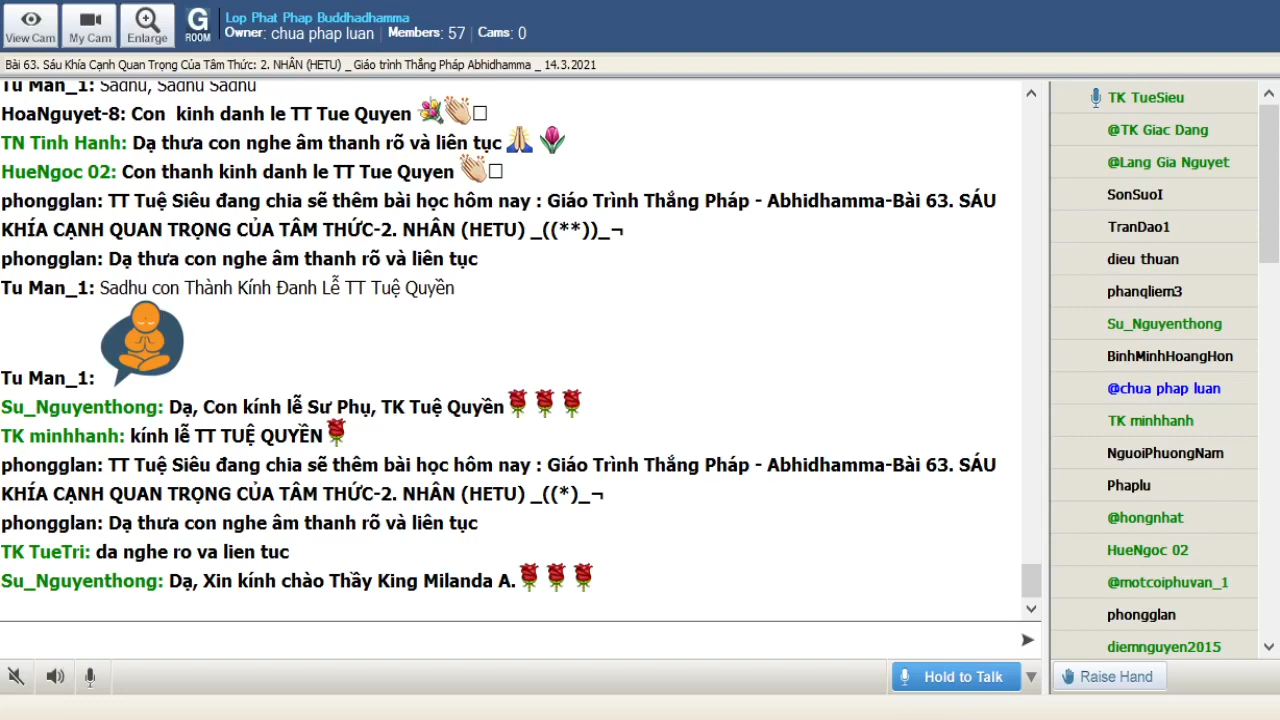 View Cam
My Cam
Enlarge
G
ROOM
Lop Phat Phap Buddhadhamma
Owner: chua phap luan | Members: 57 | Cams: 0
Bài 63. Sáu Khía Cạnh Quan Trọng Của Tâm Thức: 2. NHÂN (HETU) _ Giáo trình Thắng Pháp Abhidhamma _ 14.3.2021
Tu Man_1: Sadhu, Sadhu Sadhu
HoaNguyet-8: Con kinh danh le TT Tue Quyen
TN Tinh Hanh: Dạ thưa con nghe âm thanh rõ và liên tục
HueNgoc 02: Con thanh kinh danh le TT Tue Quyen
phongglan: TT Tuệ Siêu đang chia sẽ thêm bài học hôm nay : Giáo Trình Thắng Pháp - Abhidhamma-Bài 63. SÁU
KHÍA CẠNH QUAN TRỌNG CỦA TÂM THỨC-2. NHÂN (HETU) _((**))_¬
phongglan: Dạ thưa con nghe âm thanh rõ và liên tục
Tu Man_1: Sadhu con Thành Kính Đanh Lễ TT Tuệ Quyền
Tu Man_1:
Su_Nguyenthong: Dạ, Con kính lễ Sư Phụ, TK Tuệ Quyền
TK minhhanh: kính lễ TT TUỆ QUYỀN
phongglan: TT Tuệ Siêu đang chia sẽ thêm bài học hôm nay : Giáo Trình Thắng Pháp - Abhidhamma-Bài 63. SÁU
KHÍA CẠNH QUAN TRỌNG CỦA TÂM THỨC-2. NHÂN (HETU) _((*)_¬
phongglan: Dạ thưa con nghe âm thanh rõ và liên tục
TK TueTri: da nghe ro va lien tuc
Su_Nguyenthong: Dạ, Xin kính chào Thầy King Milanda A.
Hold to Talk
TK TueSieu
@TK Giac Dang
@Lang Gia Nguyet
SonSuoI
TranDao1
dieu thuan
phanqliem3
Su_Nguyenthong
BinhMinhHoangHon
@chua phap luan
TK minhhanh
NguoiPhuongNam
Phaplu
@hongnhat
HueNgoc 02
@motcoiphuvan_1
phongglan
diemnguyen2015
Raise Hand